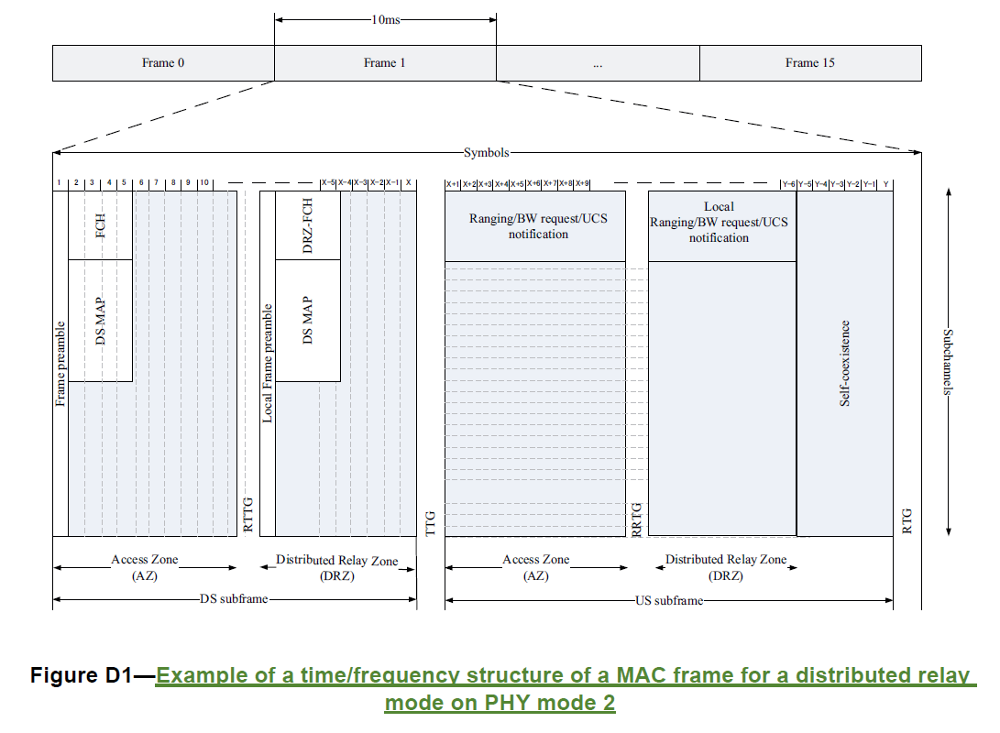 10ms
Frame 0
Frame 1
...
Frame 15
Symbols
1 2 3 4 5 6 7 8 9 10
X-5 X-4 X-3 X-2 X-1 X
X+1 X+2 X+3 X+4 X+5 X+6 X+7 X+8 X+9
Y-6 Y-5 Y-4 Y-3 Y-2 Y-1 Y
Frame preamble
FCH
DS MAP
RTTG
Local Frame preamble
DRZ-FCH
DS MAP
TTG
Ranging/BW request/UCS
notification
RRTG
Local
Ranging/BW request/UCS
notification
Self-coexistence
RTG
Subchannels
Access Zone
(AZ)
Distributed Relay Zone
(DRZ)
Access Zone
(AZ)
Distributed Relay Zone
(DRZ)
DS subframe
US subframe
Figure D1—Example of a time/frequency structure of a MAC frame for a distributed relay
mode on PHY mode 2